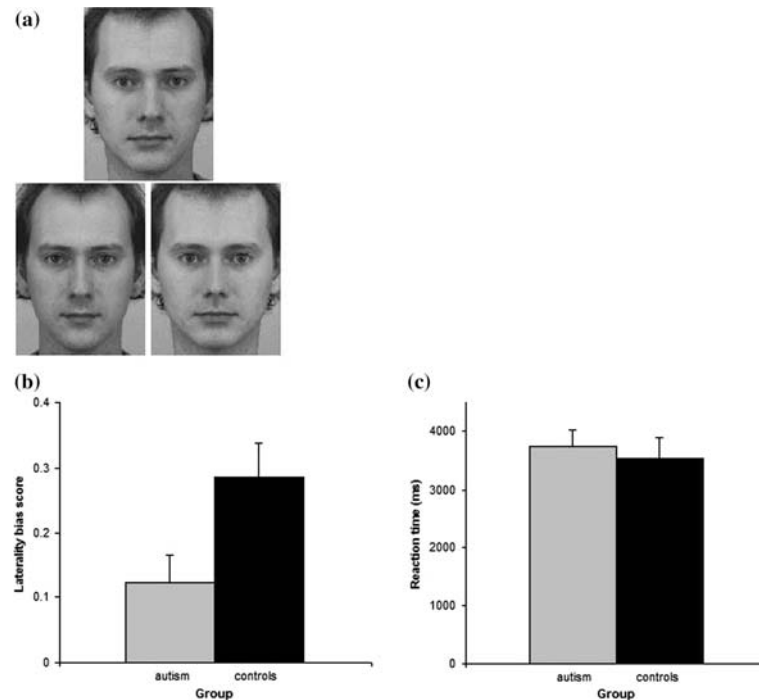 (a)
(b)
0.4
0.3
0.2
0.1
0
Laterality bias score
autism controls
Group
(c)
4000
3000
2000
1000
0
Reaction time (ms)
autism controls
Group